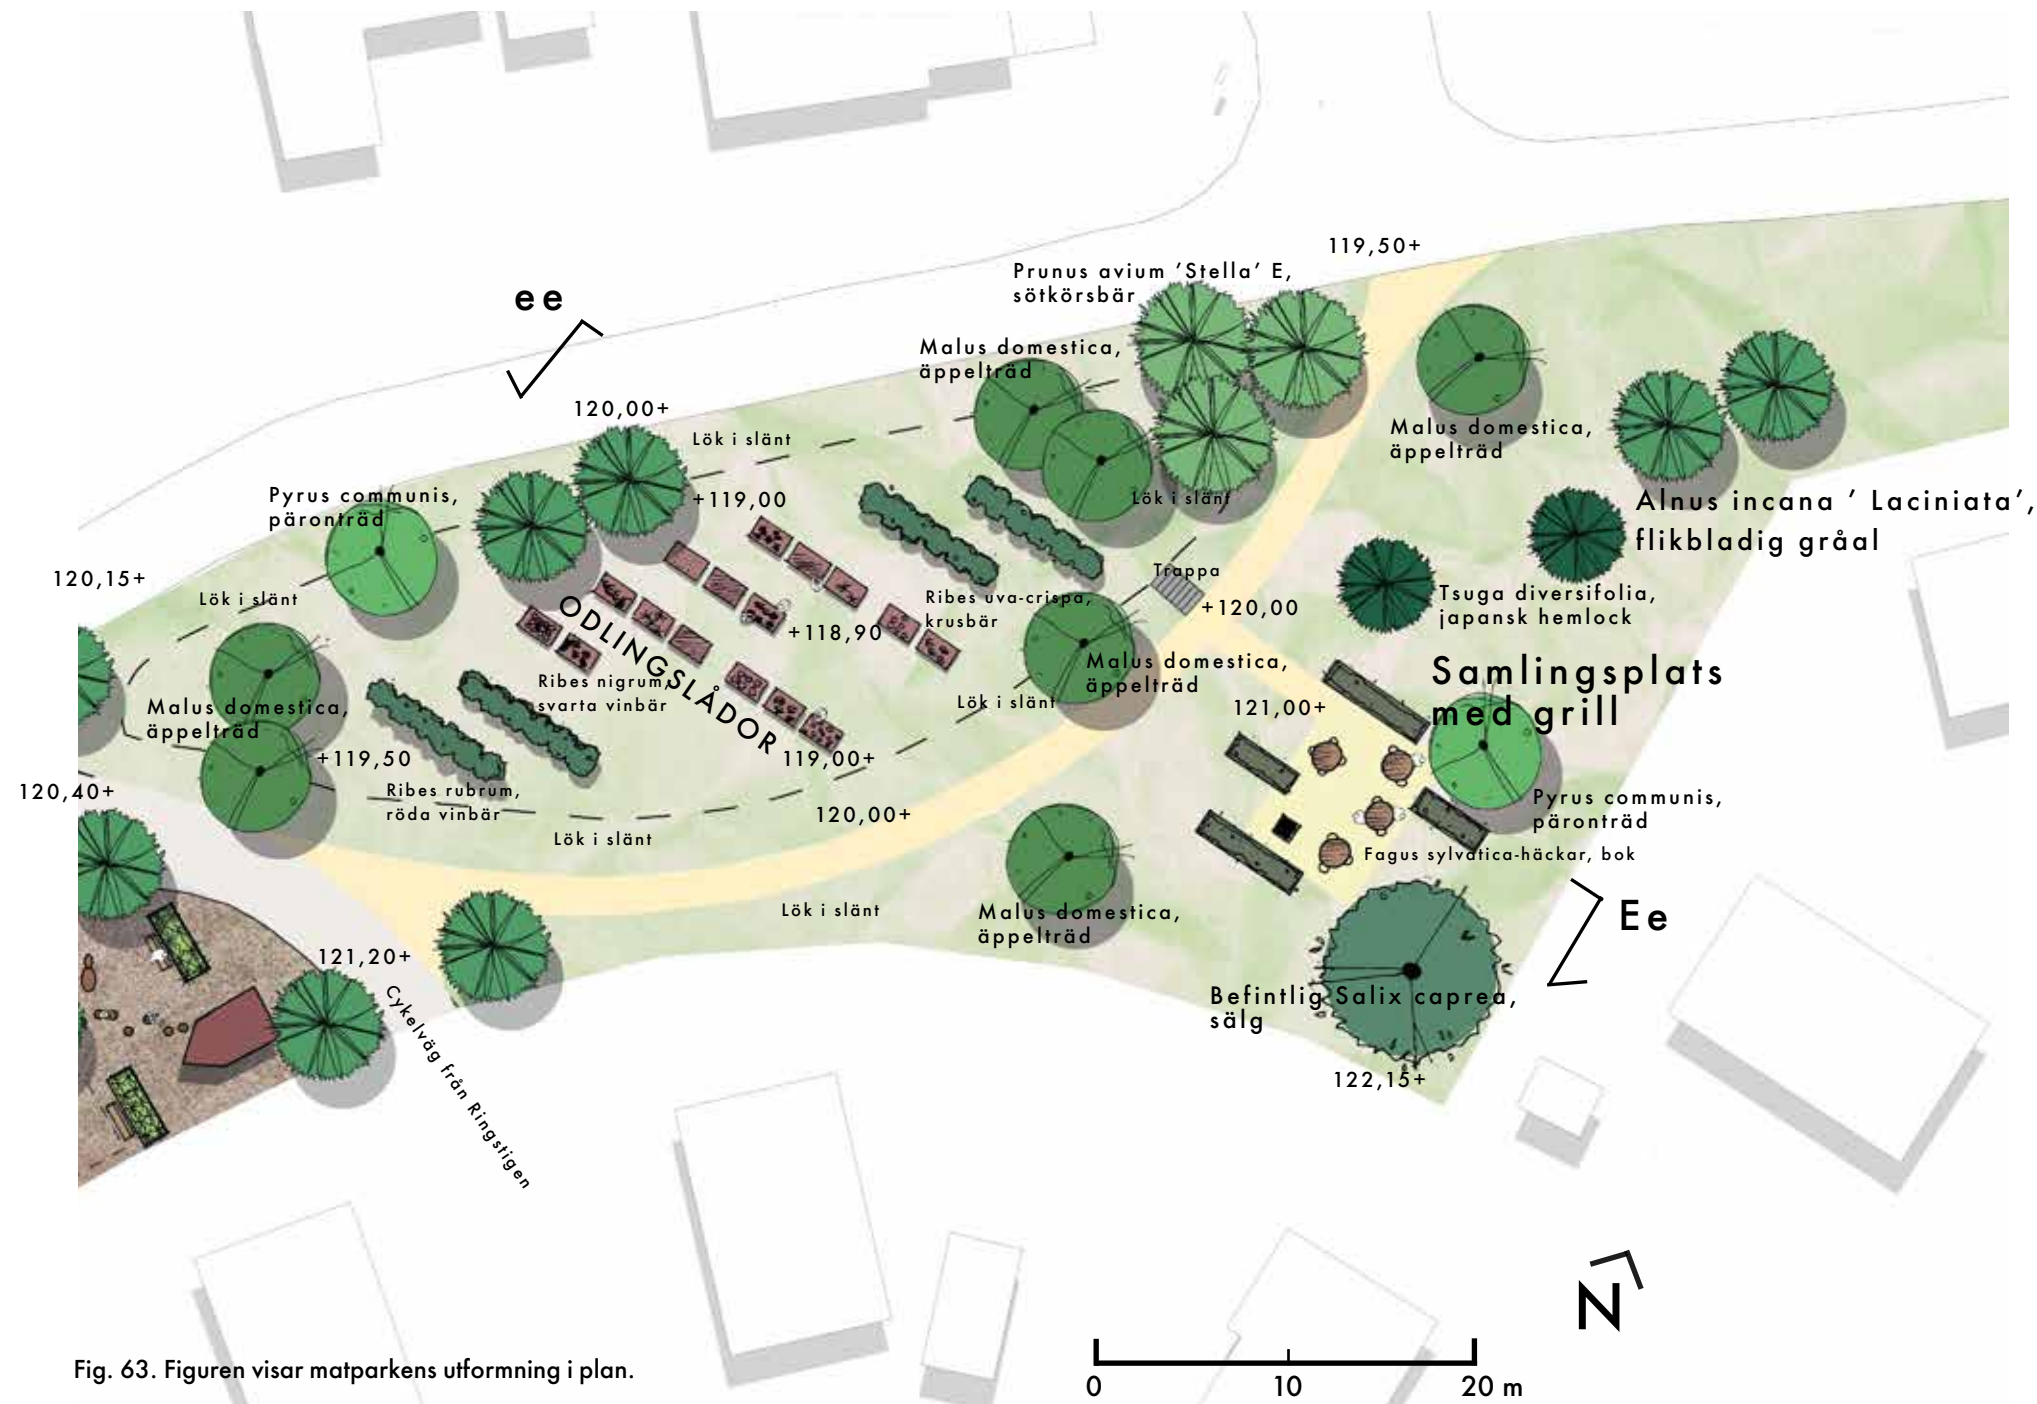 119,50+
Prunus avium ’Stella’ E,
sötkörsbär
ee
Malus domestica,
äppelträd
120,00+
Lök i slänt
Malus domestica,
äppelträd
Pyrus communis,
päronträd
+119,00
Lök i slänt
Alnus incana ’ Laciniata’,
flikbladig gråal
120,15+
Lök i slänt
Trappa
ODLINGSLÅDOR
Ribes uva-crispa,
krusbär
+120,00
Tsuga diversifolia,
japansk hemlock
+118,90
Malus domestica,
äppelträd
Ribes nigrum,
svarta vinbär
Malus domestica,
äppelträd
Lök i slänt
121,00+
Samlingsplats
med grill
+119,50
119,00+
120,40+
Ribes rubrum,
röda vinbär
120,00+
Pyrus communis,
päronträd
Lök i slänt
Fagus sylvatica-häckar, bok
Lök i slänt
Malus domestica,
äppelträd
Ee
121,20+
Cykelväg från Ringstigen
Befintlig Salix caprea,
sälg
122,15+
N
Fig. 63. Figuren visar matparkens utformning i plan.
0 10 20 m